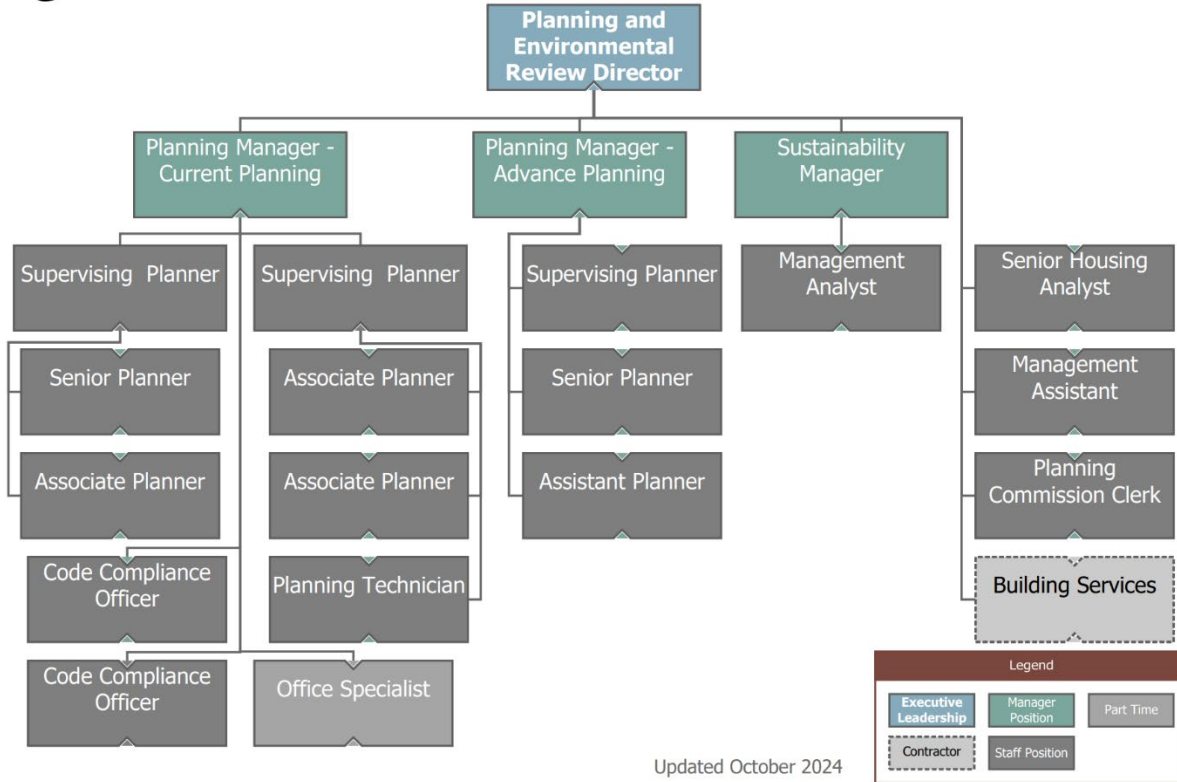 Planning and
Environmental
Review Director
Planning Manager -
Current Planning
Planning Manager -
Advance Planning
Sustainability
Manager
Supervising Planner
Supervising Planner
Supervising Planner
Management
Analyst
Senior Housing
Analyst
Senior Planner
Associate Planner
Senior Planner
Management
Assistant
Associate Planner
Associate Planner
Assistant Planner
Planning
Commission Clerk
Code Compliance
Officer
Planning Technician
Building Services
Code Compliance
Officer
Office Specialist
Legend
Executive
Leadership
Manager
Position
Part Time
Contractor
Staff Position
Updated October 2024